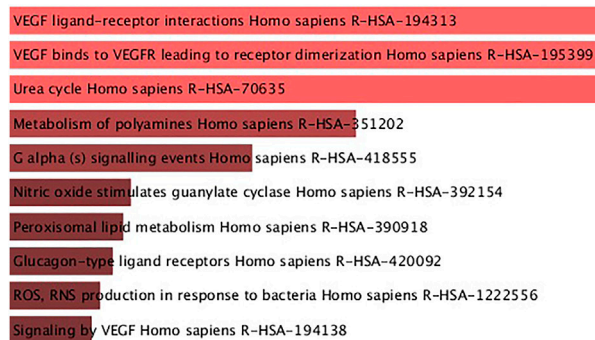 VEGF ligand-receptor interactions Homo sapiens R-HSA-194313
VEGF binds to VEGFR leading to receptor dimerization Homo sapiens R-HSA-195399
Urea cycle Homo sapiens R-HSA-70635
Metabolism of polyamines Homo sapiens R-HSA-351202
G alpha (s) signalling events Homo sapiens R-HSA-418555
Nitric oxide stimulates guanylate cyclase Homo sapiens R-HSA-392154
Peroxisomal lipid metabolism Homo sapiens R-HSA-390918
Glucagon-type ligand receptors Homo sapiens R-HSA-420092
ROS, RNS production in response to bacteria Homo sapiens R-HSA-1222556
Signaling by VEGF Homo sapiens R-HSA-194138